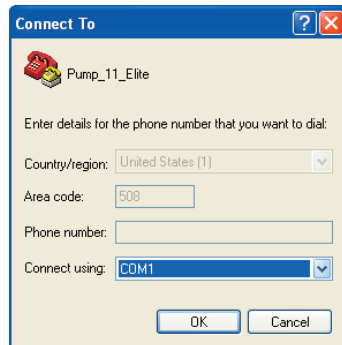 Connect To
Pump_11_Elite
Enter details for the phone number that you want to dial:
Country/region: United States (1)
Area code: 508
Phone number:
Connect using: COM1
OK Cancel